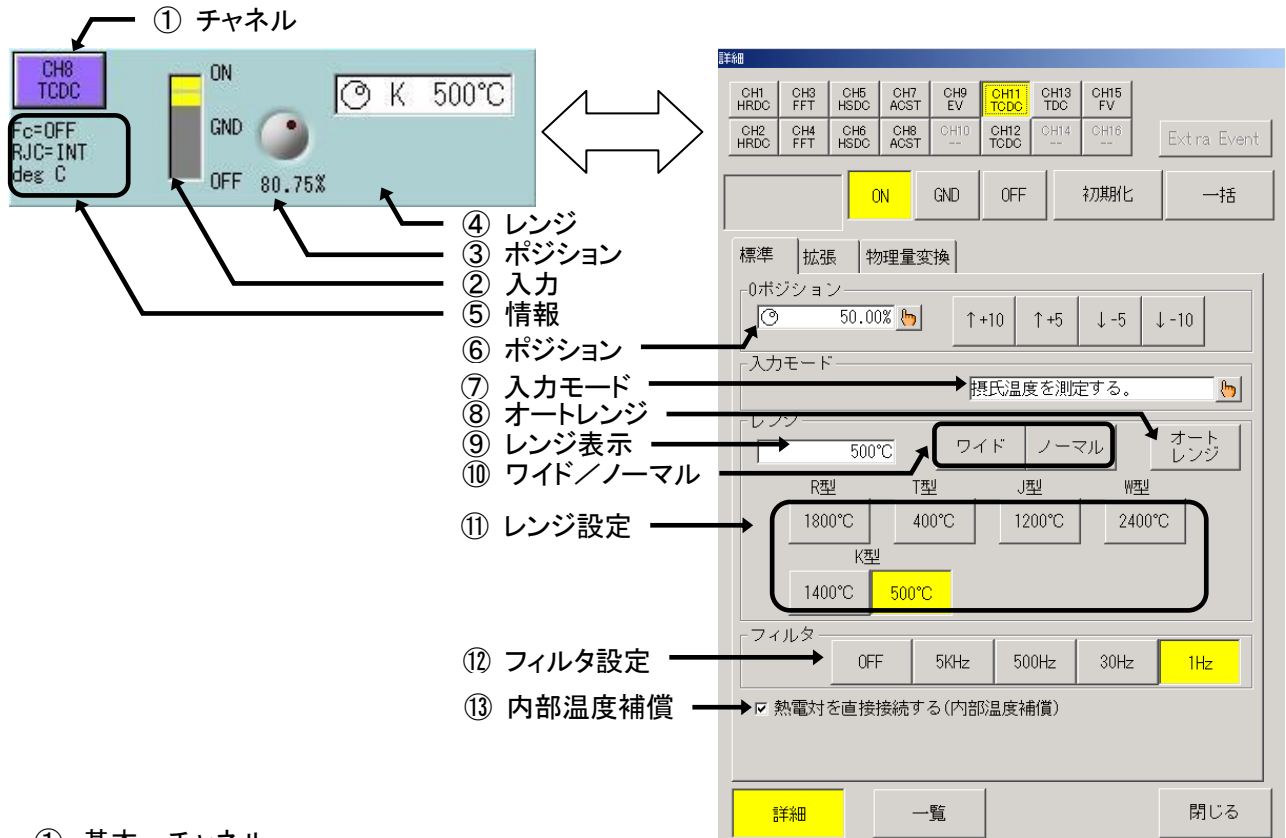 ① チャネル
CH8
TCDC
Fc=OFF
RJC=INT
deg C
ON
GND
OFF
80.75%
K 500°C
④ レンジ
③ ポジション
② 入力
⑤ 情報
⑥ ポジション
⑦ 入力モード
⑧ オートレンジ
⑨ レンジ表示
⑩ ワイド／ノーマル
⑪ レンジ設定
⑫ フィルタ設定
⑬ 内部温度補償
詳細
CH1 HRDC CH3 FFT CH5 HSDC CH7 ACST CH9 EV CH11 TCDC CH13 TDC CH15 FV
CH2 HRDC CH4 FFT CH6 HSDC CH8 ACST CH10 -- CH12 TCDC CH14 -- CH16 --
Extra Event
ON GND OFF 初期化 一括
標準 拡張 物理量変換
0ポジション
50.00% ↑+10 ↑+5 ↓-5 ↓-10
入力モード
摂氏温度を測定する。
レンジ
500°C ワイド ノーマル オートレンジ
R型 T型 J型 W型
1800°C 400°C 1200°C 2400°C
K型
1400°C 500°C
フィルタ
OFF 5KHz 500Hz 30Hz 1Hz
熱電対を直接接続する(内部温度補償)
詳細 一覧 閉じる